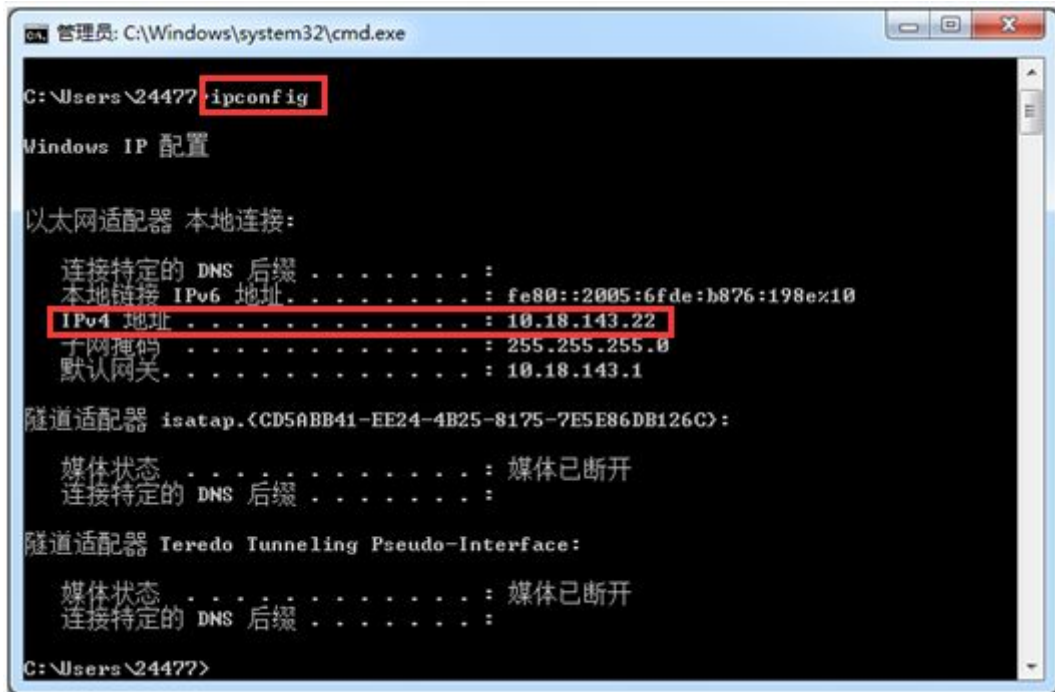 管理员: C:\Windows\system32\cmd.exe
C:\Users\24477>ipconfig
Windows IP 配置
以太网适配器 本地连接:
连接特定的 DNS 后缀 . . . . . . . :
本地链接 IPv6 地址. . . . . . . . : fe80::2005:6fde:b876:198e%10
IPv4 地址 . . . . . . . . . . . . : 10.18.143.22
子网掩码 . . . . . . . . . . . . : 255.255.255.0
默认网关. . . . . . . . . . . . . : 10.18.143.1
隧道适配器 isatap.{CD5ABB41-EE24-4B25-8175-7E5E86DB126C}:
媒体状态 . . . . . . . . . . . . : 媒体已断开
连接特定的 DNS 后缀 . . . . . . . :
隧道适配器 Teredo Tunneling Pseudo-Interface:
媒体状态 . . . . . . . . . . . . : 媒体已断开
连接特定的 DNS 后缀 . . . . . . . :
C:\Users\24477>